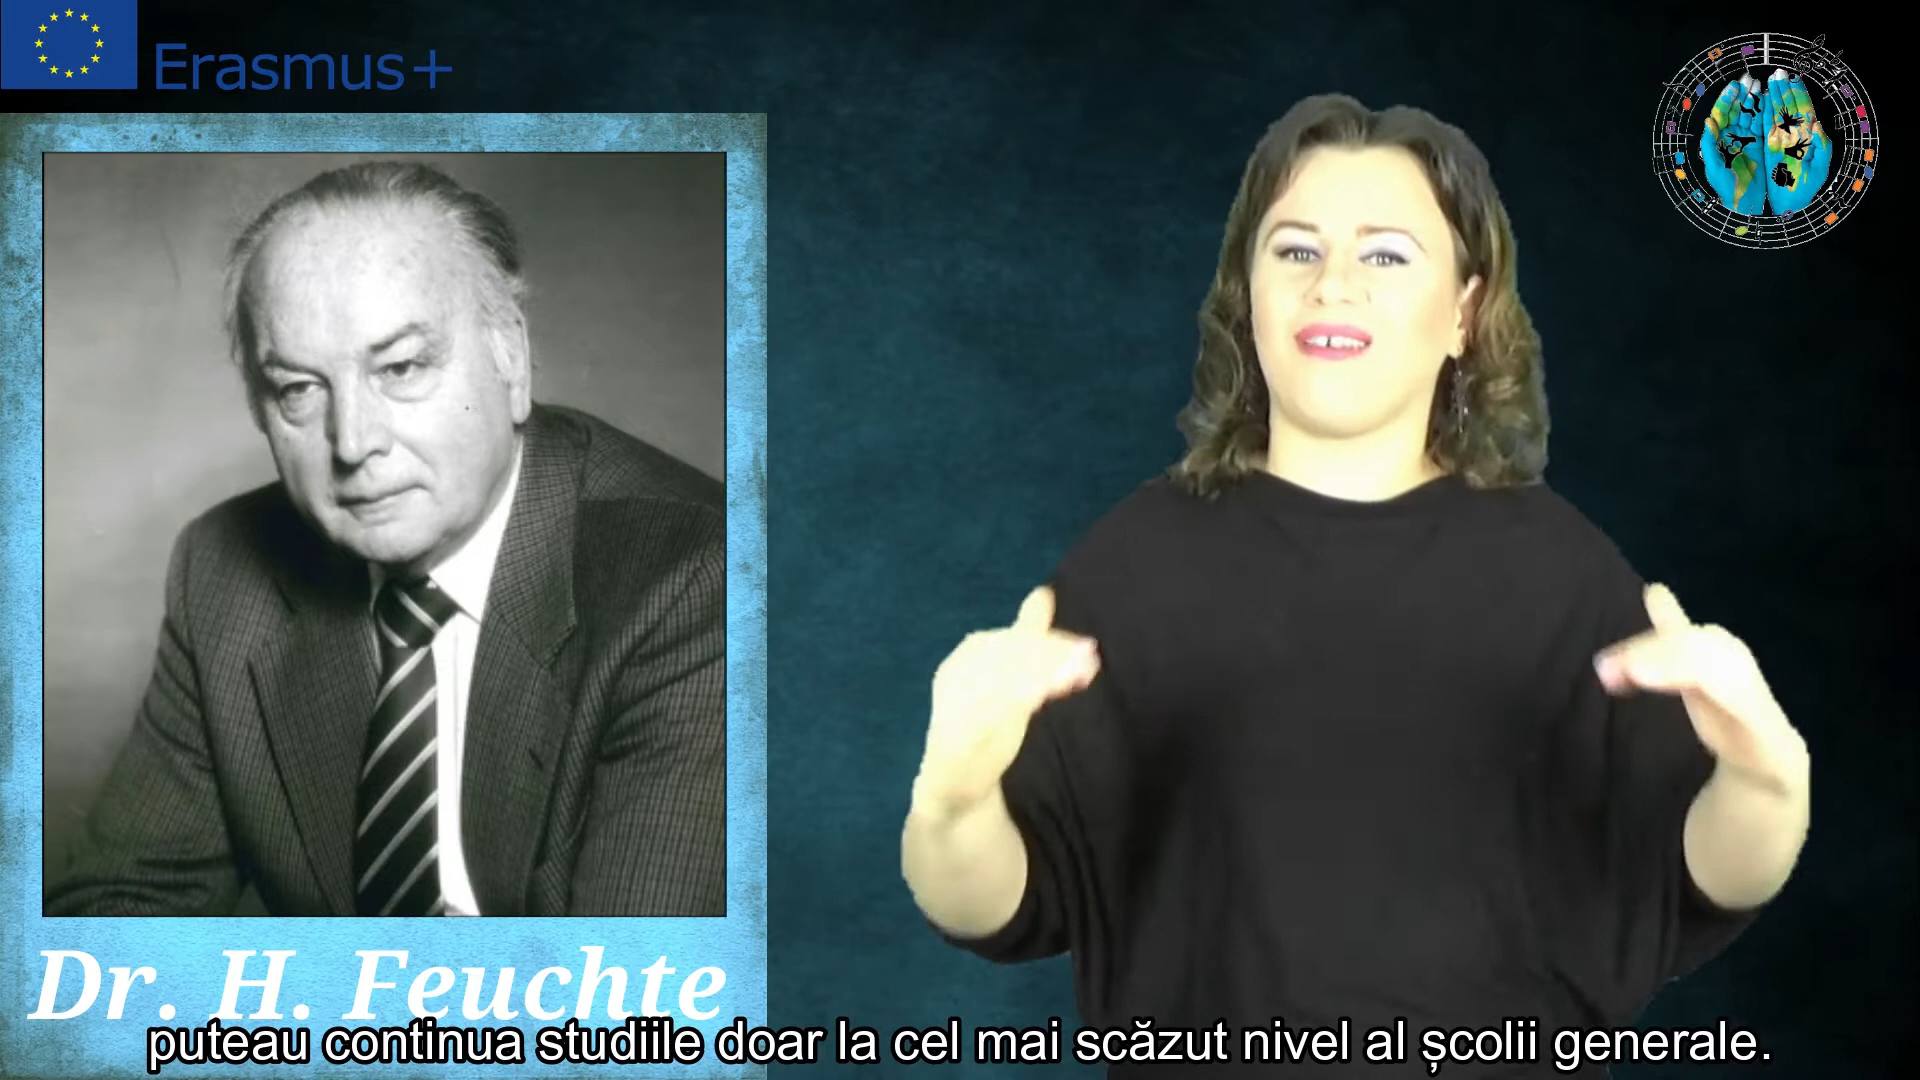 Erasmus+
Dr. H. Feuchte
puteau continua studiile doar la cel mai scăzut nivel al școlii generale.